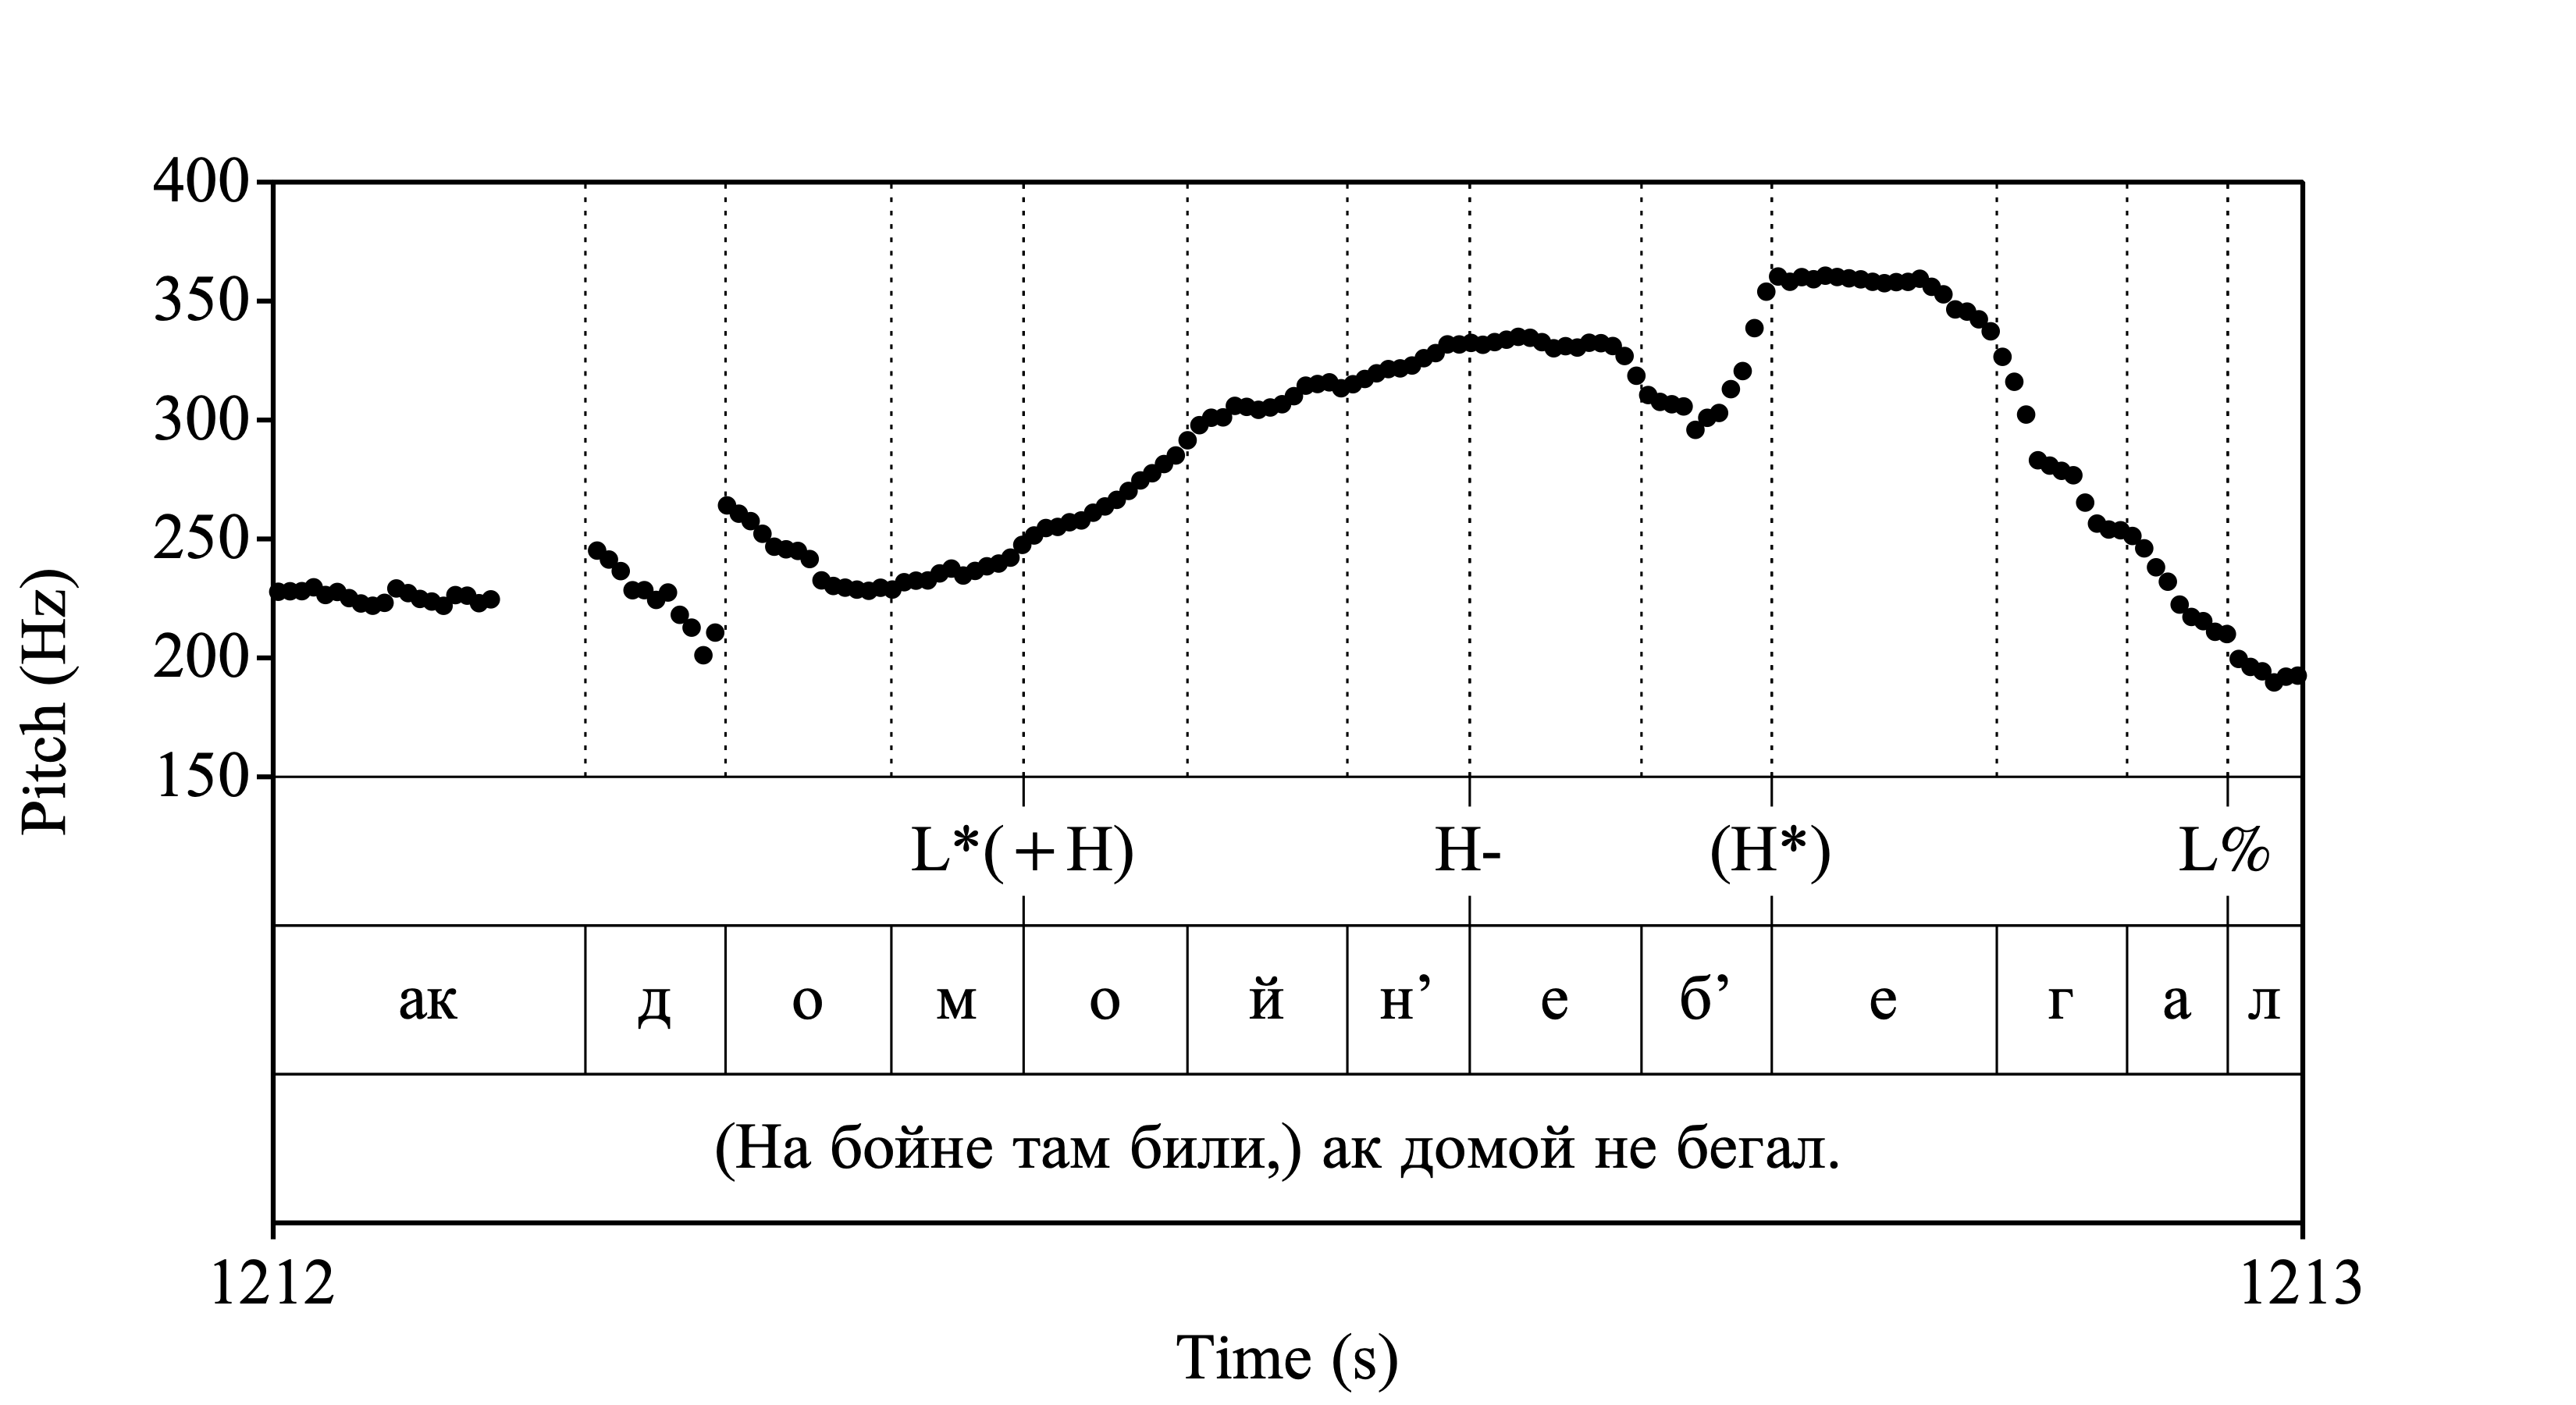 400
350
300
250
200
150
Pitch (Hz)
L*(+H) H- (H*) L%
ак д о м о й н’ е б’ е г а л
(На бойне там били,) ак домой не бегал.
1212 1213
Time (s)